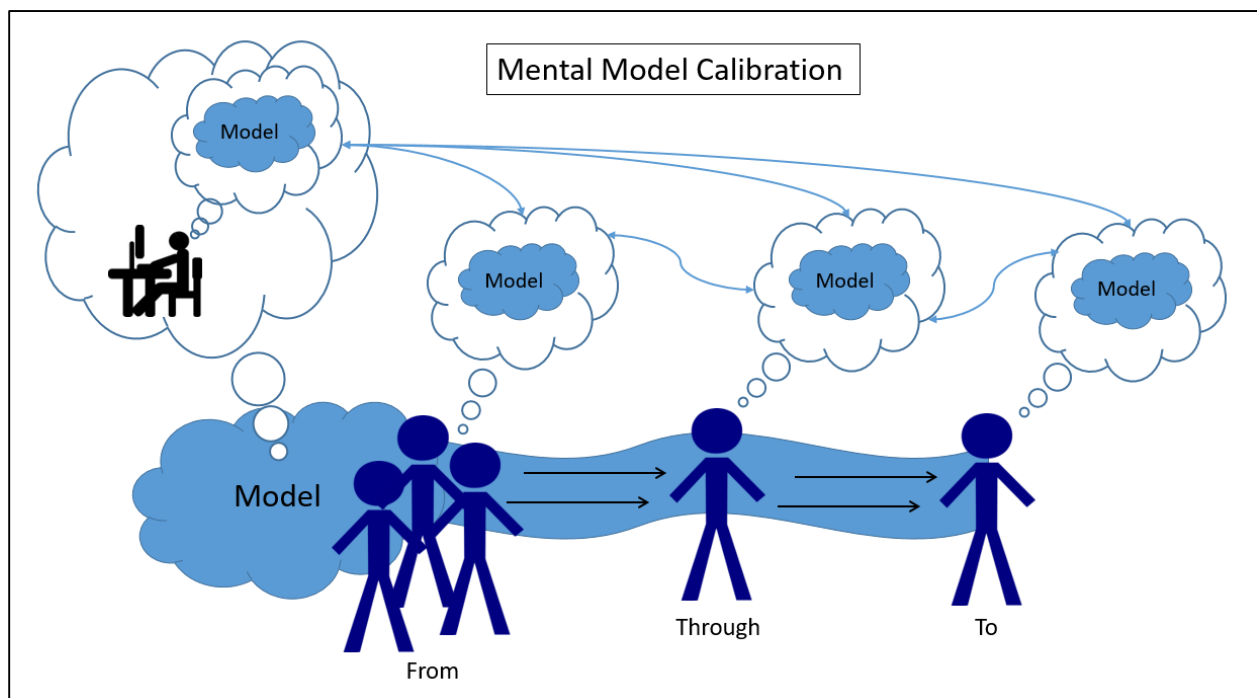 Mental Model Calibration
Model
Model
Model
Model
Model
From
Through
To